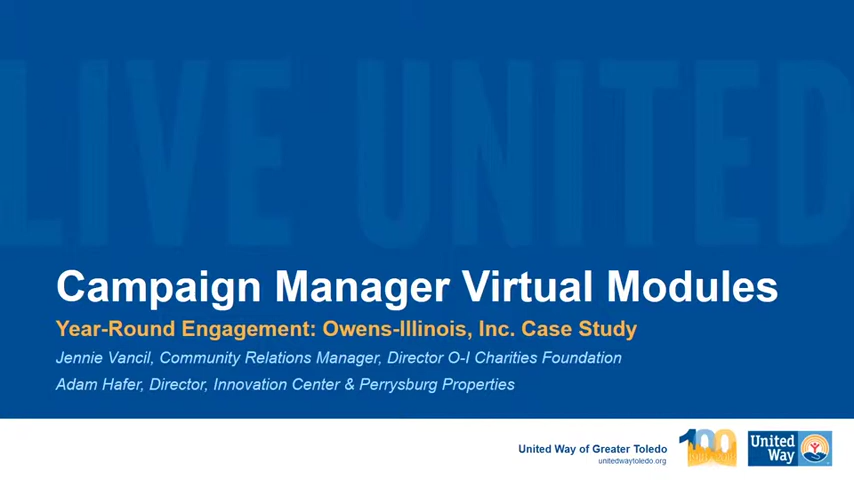 LIVE UNITED
Campaign Manager Virtual Modules
Year-Round Engagement: Owens-Illinois, Inc. Case Study
Jennie Vancil, Community Relations Manager, Director O-I Charities Foundation
Adam Hafer, Director, Innovation Center & Perrysburg Properties
United Way of Greater Toledo
unitedwaytoledo.org
100
United
Way